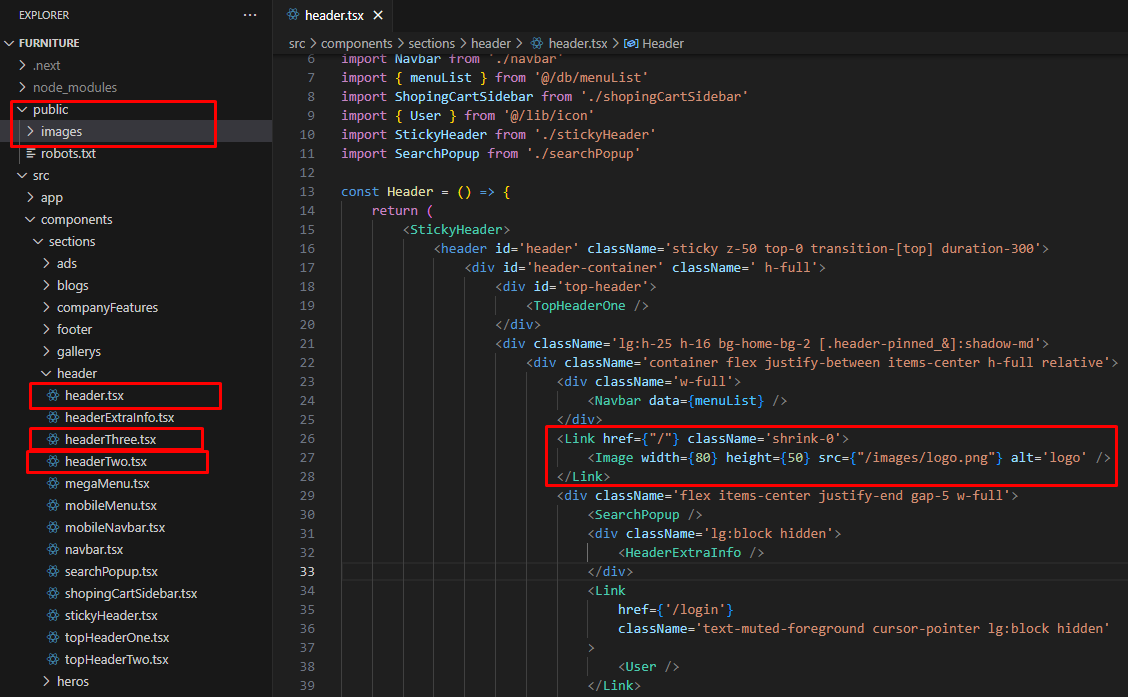 EXPLORER
...
FURNITURE
.next
node_modules
public
images
robots.txt
src
app
components
sections
ads
blogs
companyFeatures
footer
gallerys
header
header.tsx
headerExtraInfo.tsx
headerThree.tsx
headerTwo.tsx
megaMenu.tsx
mobileMenu.tsx
mobileNavbar.tsx
navbar.tsx
searchPopup.tsx
shopingCartSidebar.tsx
stickyHeader.tsx
topHeaderOne.tsx
topHeaderTwo.tsx
heros
header.tsx
src > components > sections > header > header.tsx > Header
6 import Navbar from './navbar'
7 import { menuList } from '@/db/menuList'
8 import ShopingCartSidebar from './shopingCartSidebar'
9 import { User } from '@/lib/icon'
10 import StickyHeader from './stickyHeader'
11 import SearchPopup from './searchPopup'
12
13 const Header = () => {
14 return (
15 <StickyHeader>
16 <header id='header' className='sticky z-50 top-0 transition-[top] duration-300'>
17 <div id='header-container' className=' h-full'>
18 <div id='top-header'>
19 <TopHeaderOne />
20 </div>
21 <div className='lg:h-25 h-16 bg-home-bg-2 [.header-pinned_&]:shadow-md'>
22 <div className='container flex justify-between items-center h-full relative'>
23 <div className='w-full'>
24 <Navbar data={menuList} />
25 </div>
26 <Link href={"/"} className='shrink-0'>
27 <Image width={80} height={50} src={"/images/logo.png"} alt='logo' />
28 </Link>
29 <div className='flex items-center justify-end gap-5 w-full'>
30 <SearchPopup />
31 <div className='lg:block hidden'>
32 <HeaderExtraInfo />
33 </div>
34 <Link
35 href={'/login'}
36 className='text-muted-foreground cursor-pointer lg:block hidden'
37 >
38 <User />
39 </Link>